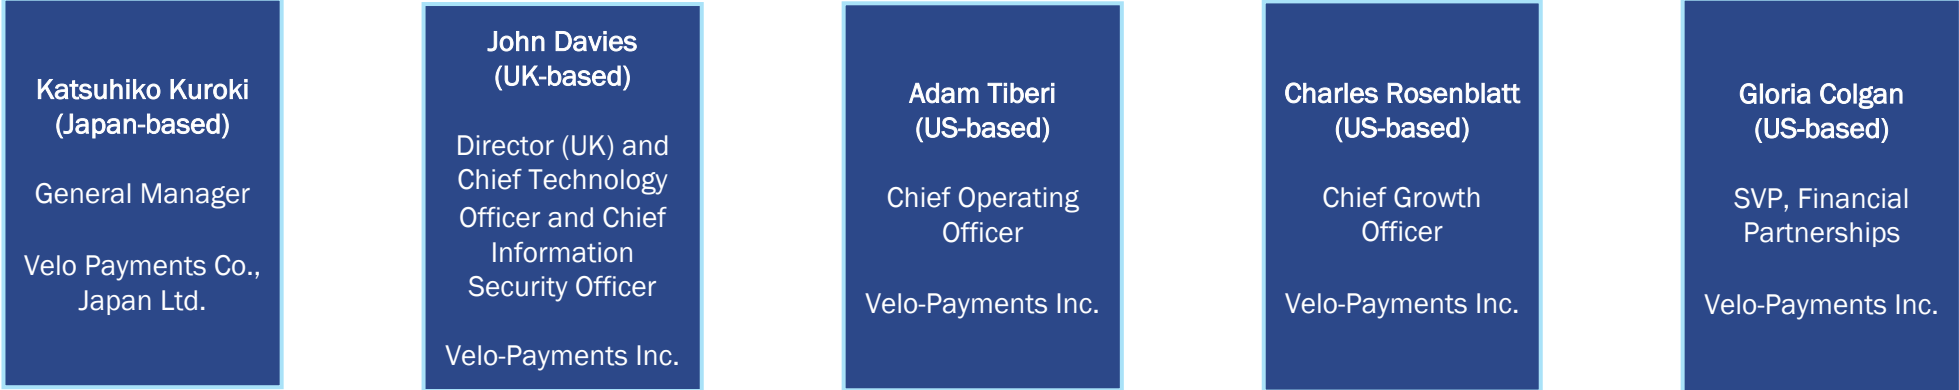 Katsuhiko Kuroki
(Japan-based)
General Manager
Velo Payments Co.,
Japan Ltd.
John Davies
(UK-based)
Director (UK) and
Chief Technology
Officer and Chief
Information
Security Officer
Velo-Payments Inc.
Adam Tiberi
(US-based)
Chief Operating
Officer
Velo-Payments Inc.
Charles Rosenblatt
(US-based)
Chief Growth
Officer
Velo-Payments Inc.
Gloria Colgan
(US-based)
SVP, Financial
Partnerships
Velo-Payments Inc.